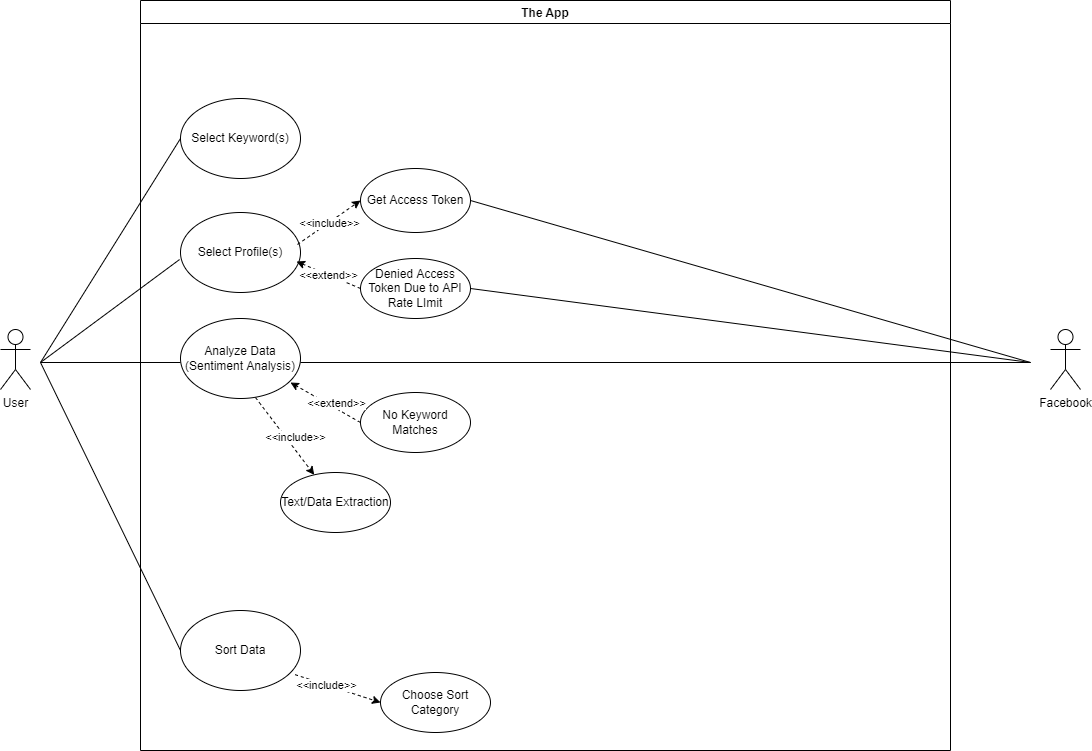 The App
Select Keyword(s)
Get Access Token
<<include>>
Select Profile(s)
<<extend>>
Denied Access
Token Due to API
Rate LImit
Analyze Data
(Sentiment Analysis)
User
Facebook
<<extend>>
No Keyword
Matches
<<include>>
Text/Data Extraction
Sort Data
<<include>>
Choose Sort
Category